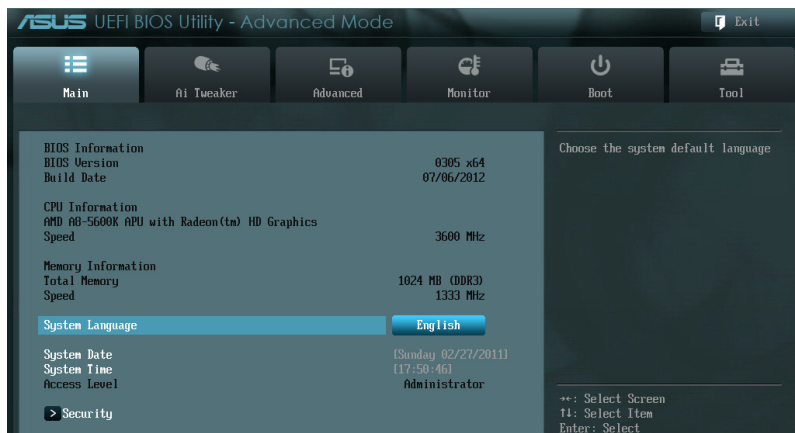 ASUS UEFI BIOS Utility - Advanced Mode
Exit
Main
Ai Tweaker
Advanced
Monitor
Boot
Tool
BIOS Information
BIOS Version 0305 x64
Build Date 07/06/2012
CPU Information
AMD A8-5600K APU with Radeon(tm) HD Graphics
Speed 3600 MHz
Memory Information
Total Memory 1024 MB (DDR3)
Speed 1333 MHz
System Language English
System Date [Sunday 02/27/2011]
System Time [17:50:46]
Access Level Administrator
> Security
Choose the system default language
→←: Select Screen
↑↓: Select Item
Enter: Select